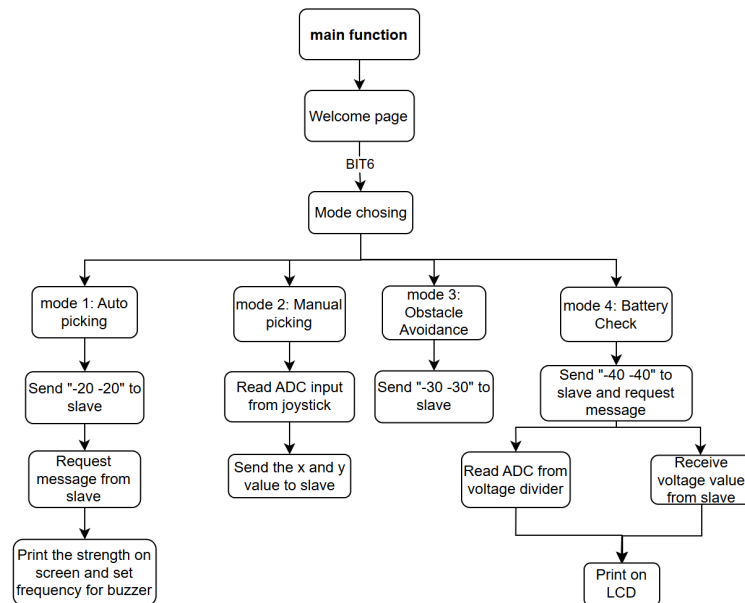 main function
Welcome page
BIT6
Mode chosing
mode 1: Auto
picking
Send "-20 -20" to
slave
Request
message from
slave
Print the strength on
screen and set
frequency for buzzer
mode 2: Manual
picking
Read ADC input
from joystick
Send the x and y
value to slave
mode 3:
Obstacle
Avoidance
Send "-30 -30" to
slave
mode 4: Battery
Check
Send "-40 -40" to
slave and request
message
Read ADC from
voltage divider
Receive
voltage value
from slave
Print on
LCD